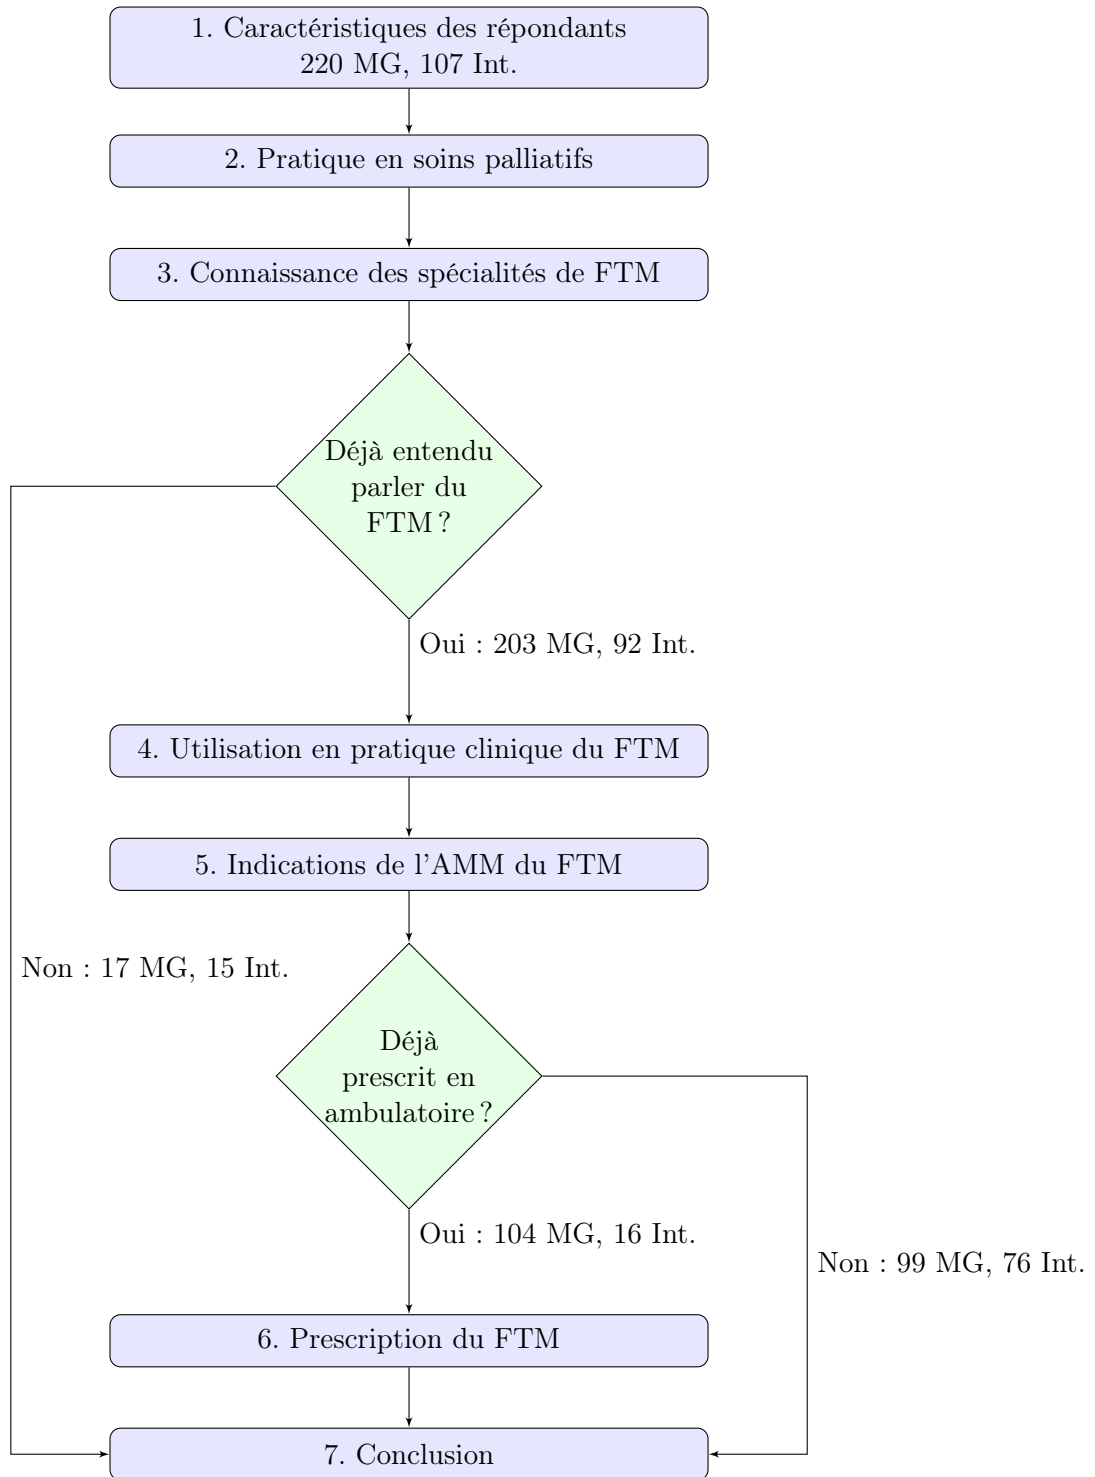 1. Caractéristiques des répondants
220 MG, 107 Int.
2. Pratique en soins palliatifs
3. Connaissance des spécialités de FTM
Déjà entendu
parler du
FTM ?
Oui : 203 MG, 92 Int.
4. Utilisation en pratique clinique du FTM
5. Indications de l'AMM du FTM
Non : 17 MG, 15 Int.
Déjà
prescrit en
ambulatoire ?
Oui : 104 MG, 16 Int.
Non : 99 MG, 76 Int.
6. Prescription du FTM
7. Conclusion